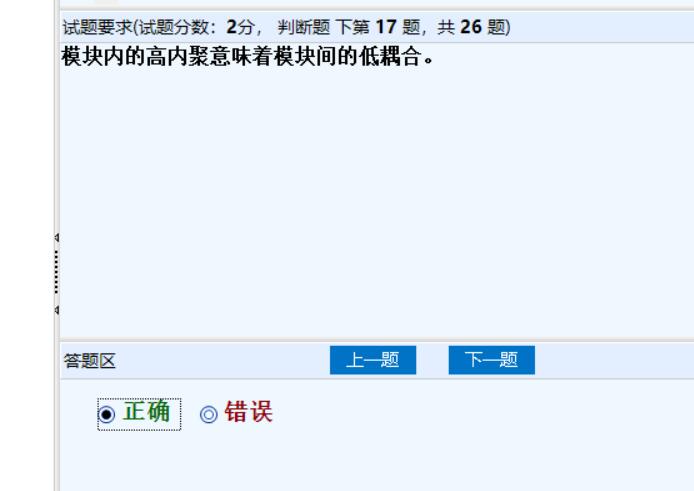 试题要求(试题分数：2分， 判断题 下第 17 题，共 26 题)
模块内的高内聚意味着模块间的低耦合。
答题区
上一题 下一题
正确 错误